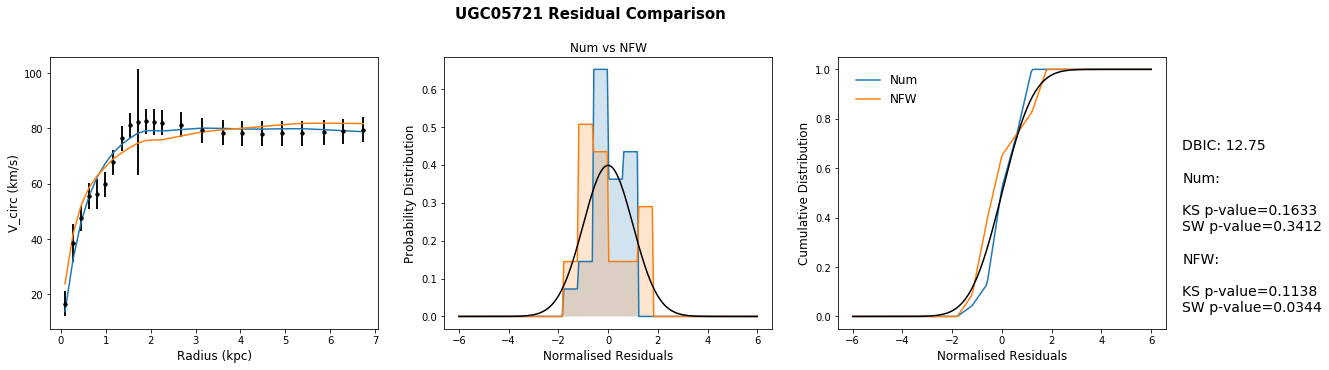 UGC05721 Residual Comparison
V_circ (km/s)
100
80
60
40
20
0 1 2 3 4 5 6 7
Radius (kpc)
Num vs NFW
Probability Distribution
0.6
0.5
0.4
0.3
0.2
0.1
0.0
−6 −4 −2 0 2 4 6
Normalised Residuals
Cumulative Distribution
1.0
0.8
0.6
0.4
0.2
0.0
Num
NFW
−6 −4 −2 0 2 4 6
Normalised Residuals
DBIC: 12.75
Num:
KS p-value=0.1633
SW p-value=0.3412
NFW:
KS p-value=0.1138
SW p-value=0.0344